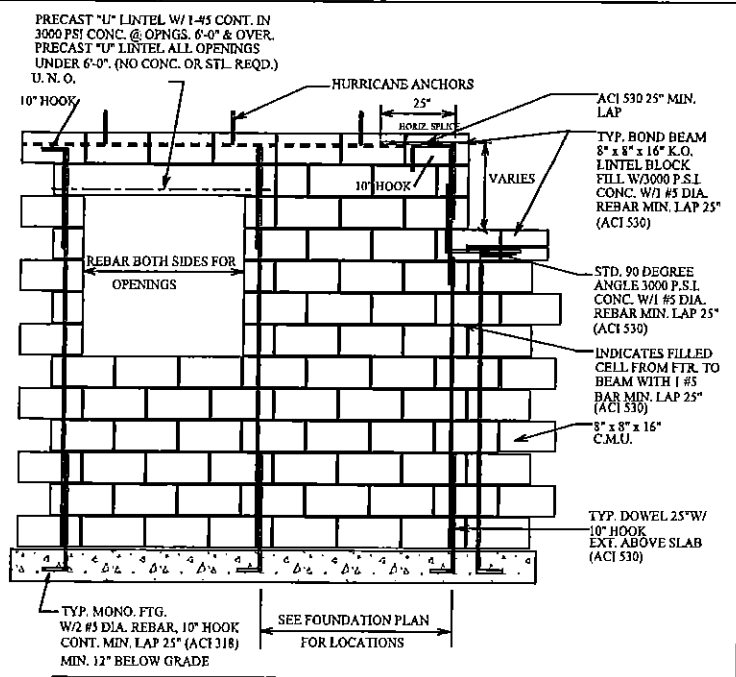 PRECAST "U" LINTEL W/ 1-#5 CONT. IN
3000 PSI CONC. @ OPNGS. 6'-0" & OVER.
PRECAST "U" LINTEL ALL OPENINGS
UNDER 6'-0". (NO CONC. OR STL. REQD.)
U. N. O.
10" HOOK
HURRICANE ANCHORS
25"
HORIZ. SPLICE
ACI 530 25" MIN.
LAP
TYP. BOND BEAM
8" x 8" x 16" K.O.
LINTEL BLOCK
FILL W/3000 P.S.I.
CONC. W/1 #5 DIA.
REBAR MIN. LAP 25"
(ACI 530)
10" HOOK
VARIES
REBAR BOTH SIDES FOR
OPENINGS
STD. 90 DEGREE
ANGLE 3000 P.S.I.
CONC. W/1 #5 DIA.
REBAR MIN. LAP 25"
(ACI 530)
INDICATES FILLED
CELL FROM FTR. TO
BEAM WITH 1 #5
BAR MIN. LAP 25"
(ACI 530)
8" x 8" x 16"
C.M.U.
TYP. DOWEL 25"W/
10" HOOK
EXT. ABOVE SLAB
(ACI 530)
TYP. MONO. FTG.
W/2 #5 DIA. REBAR, 10" HOOK
CONT. MIN. LAP 25" (ACI 318)
MIN. 12" BELOW GRADE
SEE FOUNDATION PLAN
FOR LOCATIONS